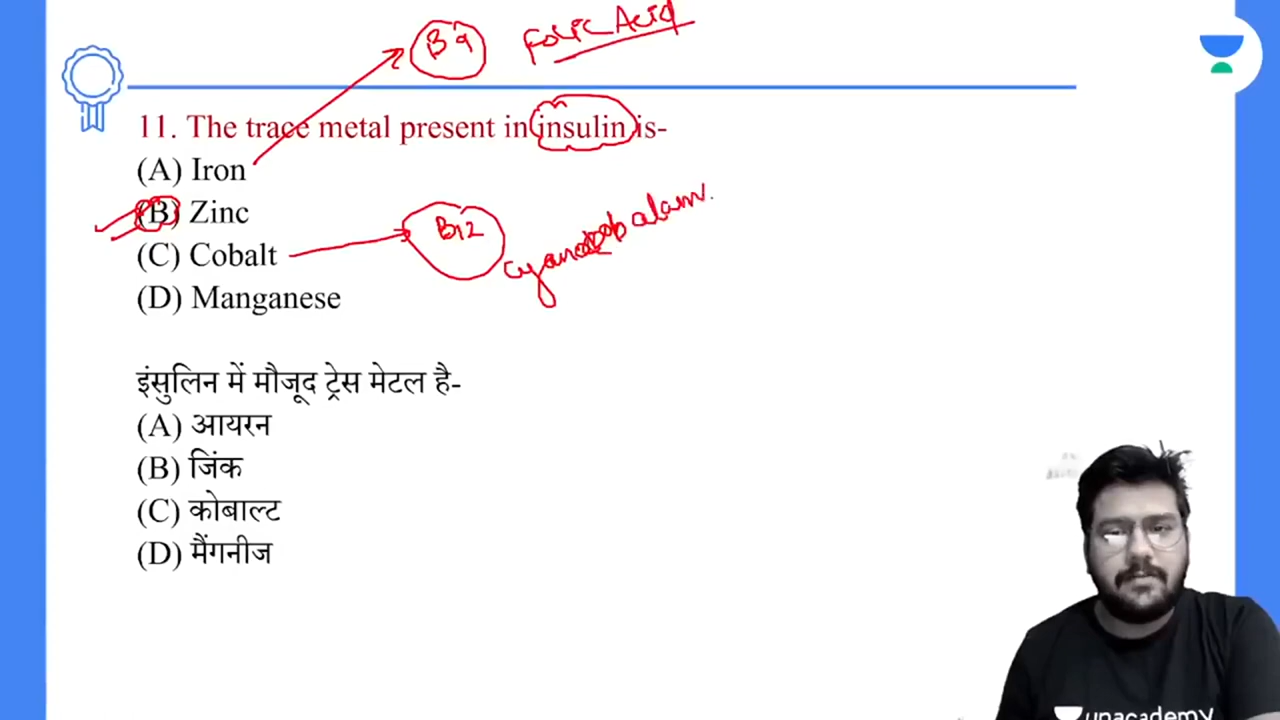 B9 Folic Acid
11. The trace metal present in insulin is-
(A) Iron
(B) Zinc
(C) Cobalt
B12
cyanocobalam
(D) Manganese
इंसुलिन में मौजूद ट्रेस मेटल है-
(A) आयरन
(B) जिंक
(C) कोबाल्ट
(D) मैंगनीज
unacademy